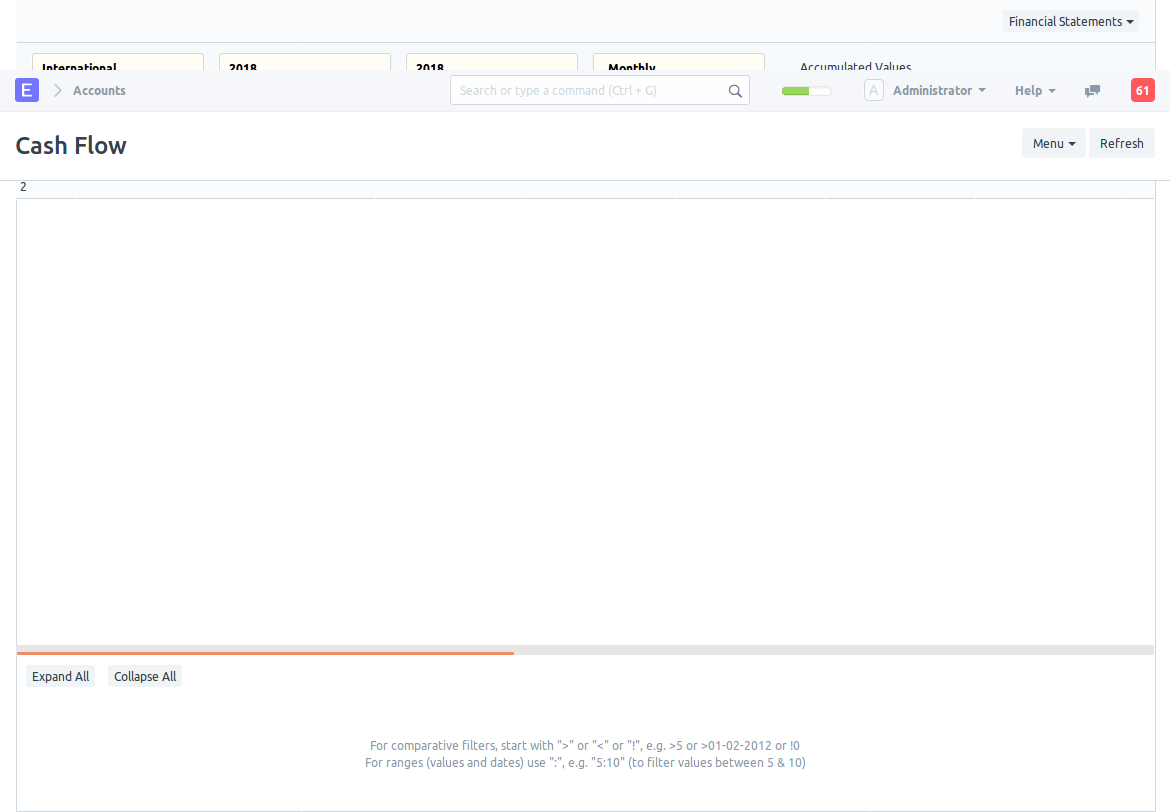 Financial Statements
International 2018 2018 Monthly Accumulated Values
E Accounts Search or type a command (Ctrl + G) A Administrator Help 61
Cash Flow Menu Refresh
2
Expand All Collapse All
For comparative filters, start with ">" or "<" or "!", e.g. >5 or >01-02-2012 or !0
For ranges (values and dates) use ":", e.g. "5:10" (to filter values between 5 & 10)